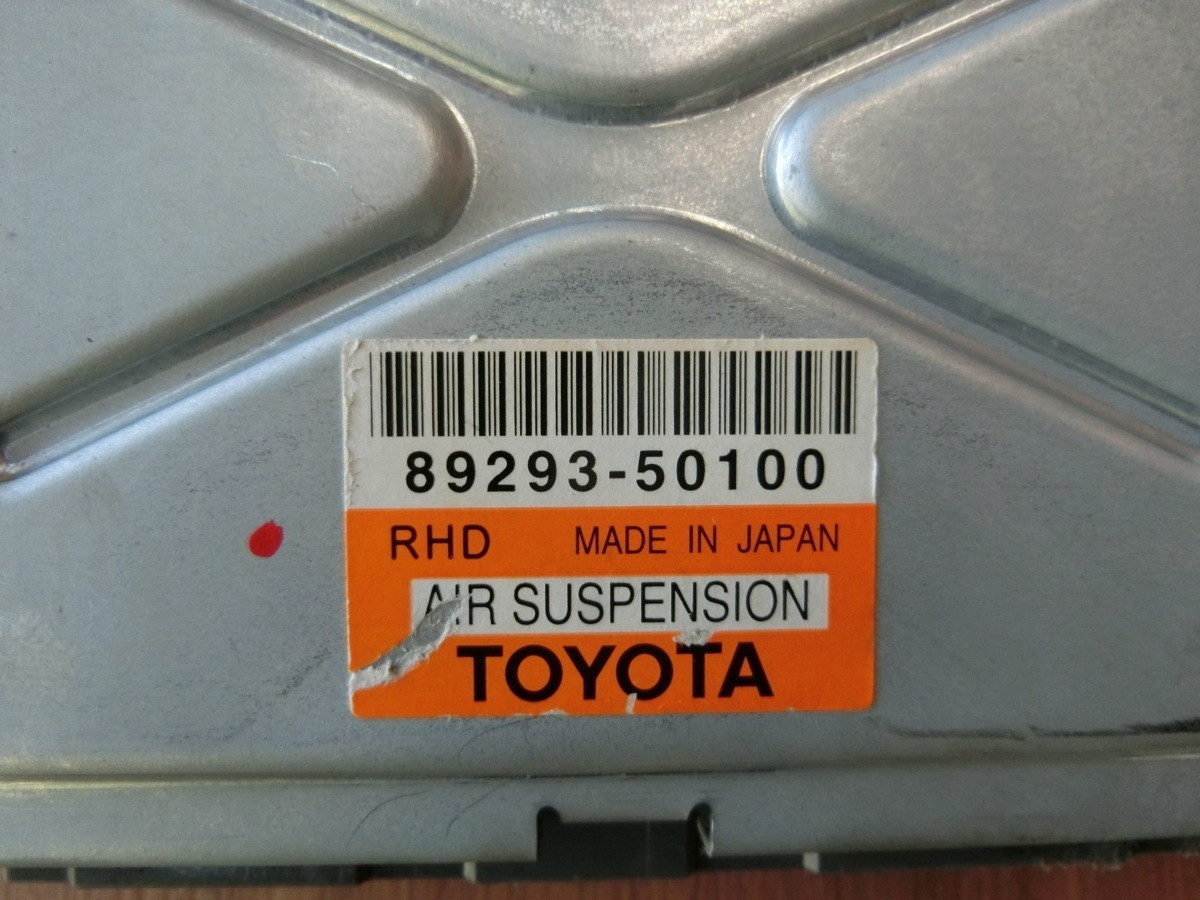 89293-50100
RHD MADE IN JAPAN
AIR SUSPENSION
TOYOTA